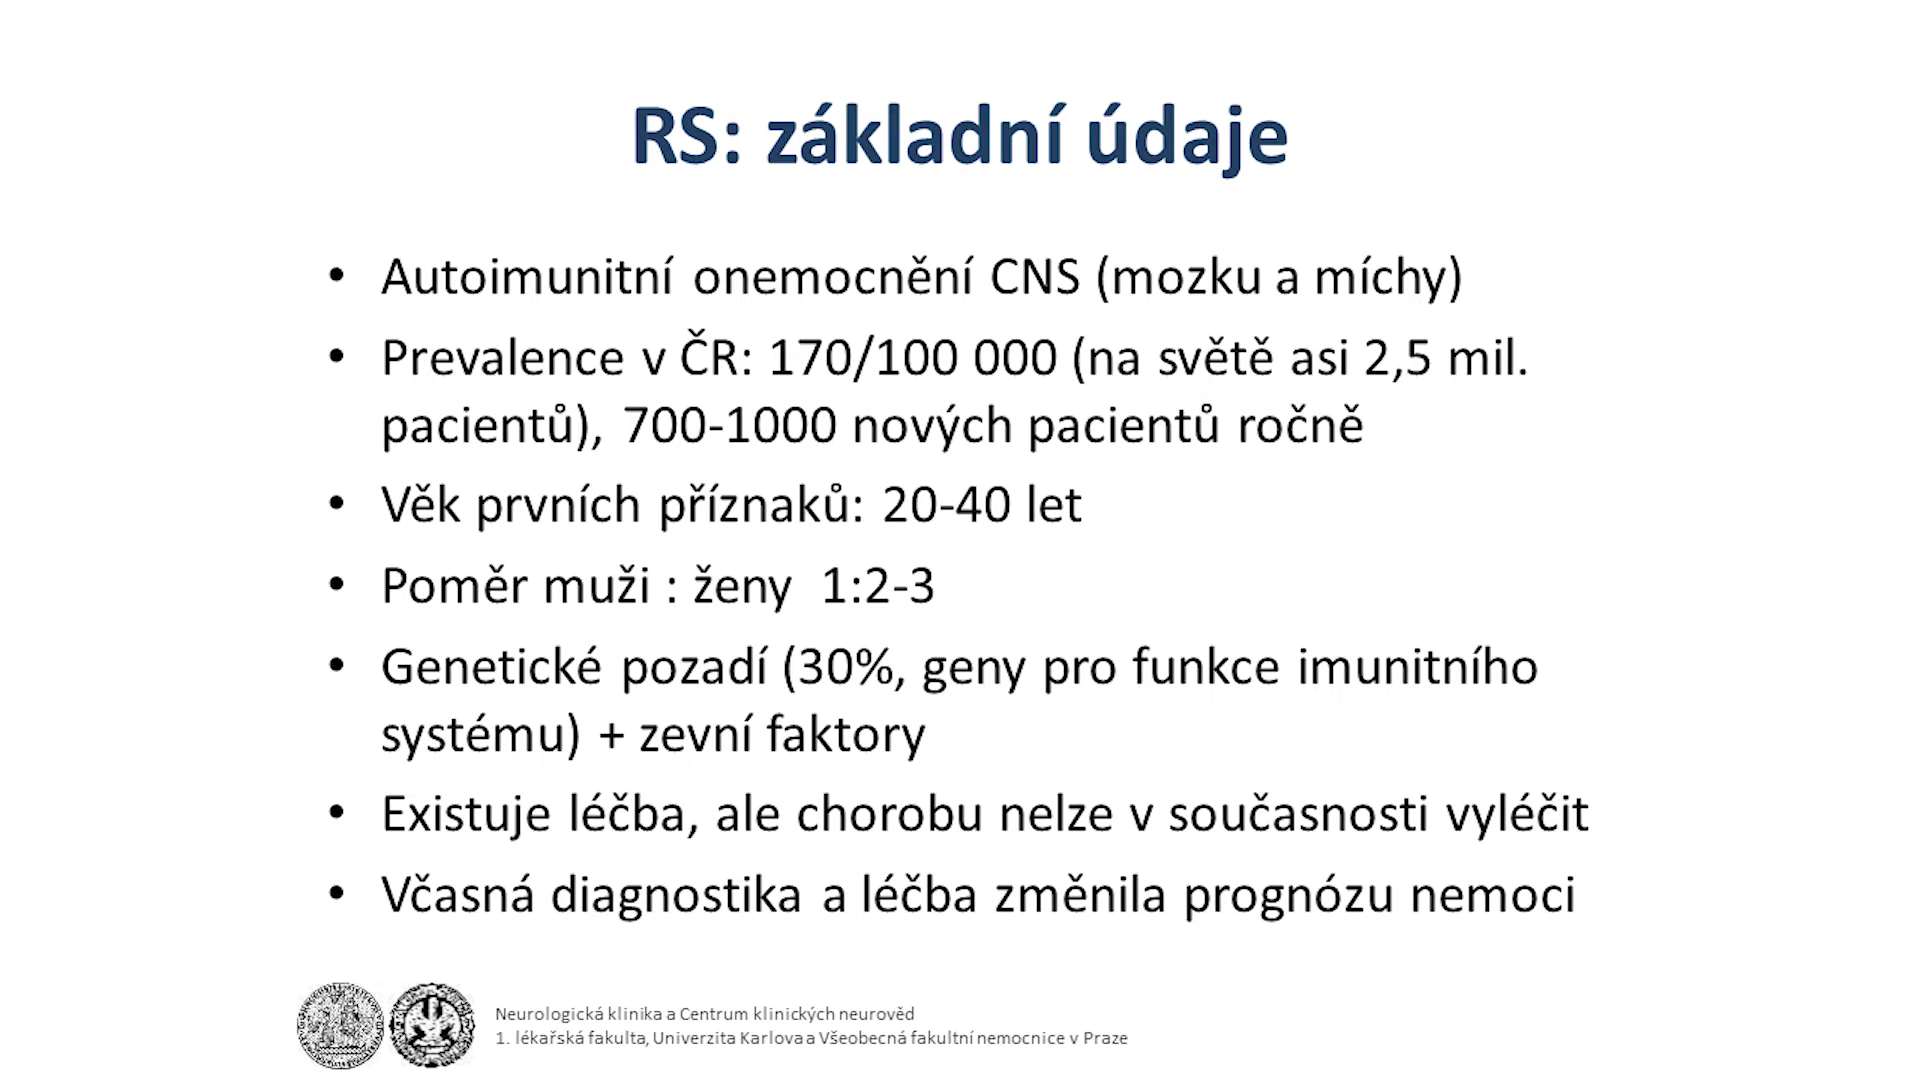 RS: základní údaje
• Autoimunitní onemocnění CNS (mozku a míchy)
• Prevalence v ČR: 170/100 000 (na světě asi 2,5 mil.
pacientů), 700-1000 nových pacientů ročně
• Věk prvních příznaků: 20-40 let
• Poměr muži : ženy 1:2-3
• Genetické pozadí (30%, geny pro funkce imunitního
systému) + zevní faktory
• Existuje léčba, ale chorobu nelze v současnosti vyléčit
• Včasná diagnostika a léčba změnila prognózu nemoci
Neurologická klinika a Centrum klinických neurověd
1. lékařská fakulta, Univerzita Karlova a Všeobecná fakultní nemocnice v Praze